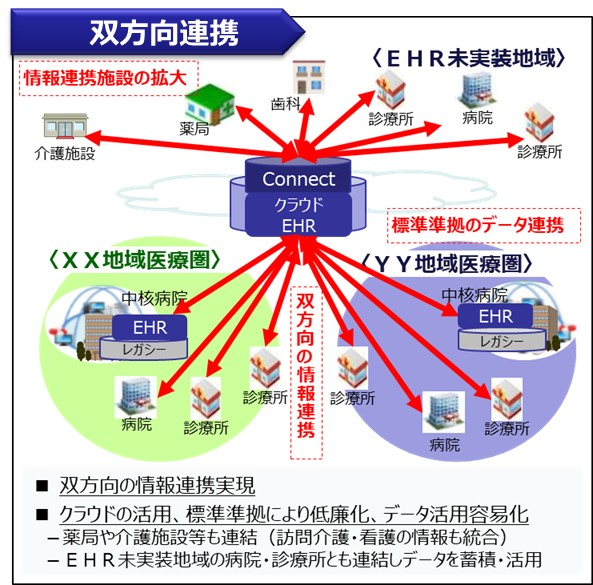 双方向連携
情報連携施設の拡大
〈ＥＨＲ未実装地域〉
歯科
薬局
診療所
病院
診療所
介護施設
Connect
クラウド
EHR
標準準拠のデータ連携
〈ＸＸ地域医療圏〉
〈ＹＹ地域医療圏〉
中核病院
EHR
レガシー
中核病院
EHR
レガシー
双方向の情報連携
病院
診療所
診療所
診療所
病院
診療所
■ 双方向の情報連携実現
■ クラウドの活用、標準準拠により低廉化、データ活用容易化
－薬局や介護施設等も連結（訪問介護・看護の情報も統合）
－ＥＨＲ未実装地域の病院・診療所とも連結しデータを蓄積・活用